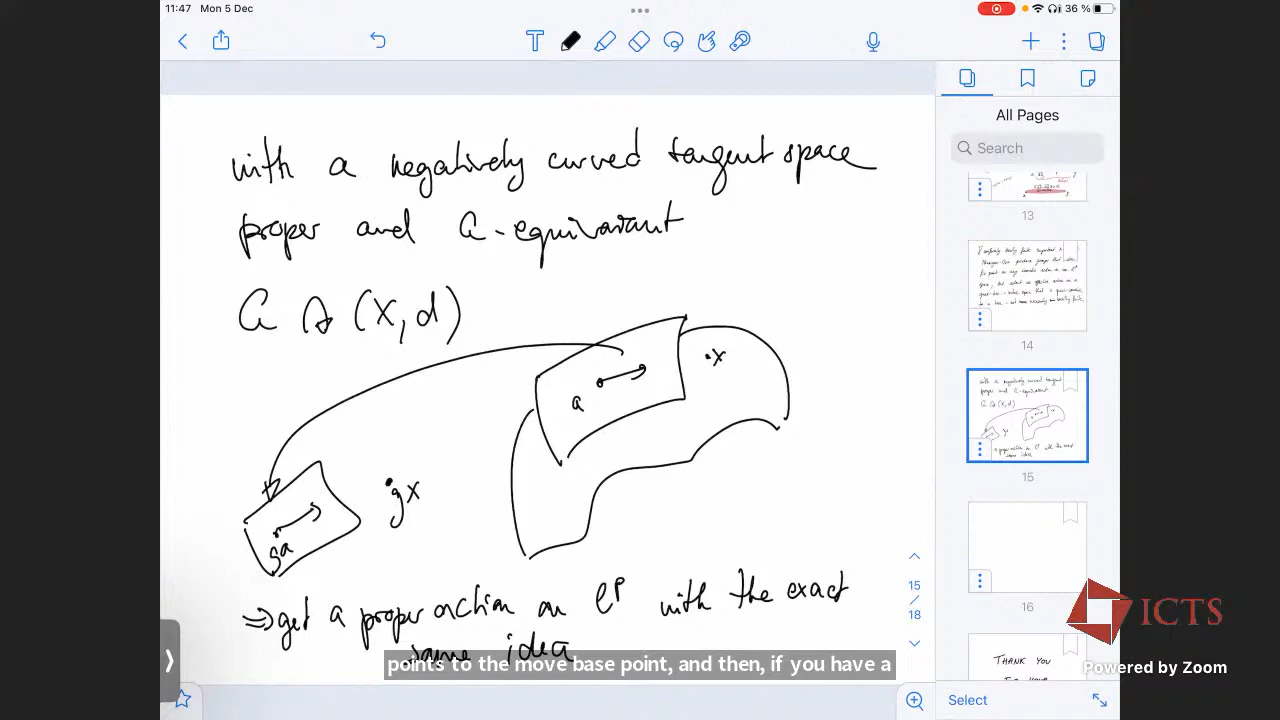 11:47 Mon 5 Dec
36 %
with a negatively curved tangent space
proper and G-equivariant
G ↷ (X, d)
a
x
ga
gx
⇒ get a proper action on ℓᵖ with the exact
same idea
points to the move base point, and then, if you have a
All Pages
Search
13
14
15
16
15
18
THANK YOU
Select
ICTS
Powered by Zoom